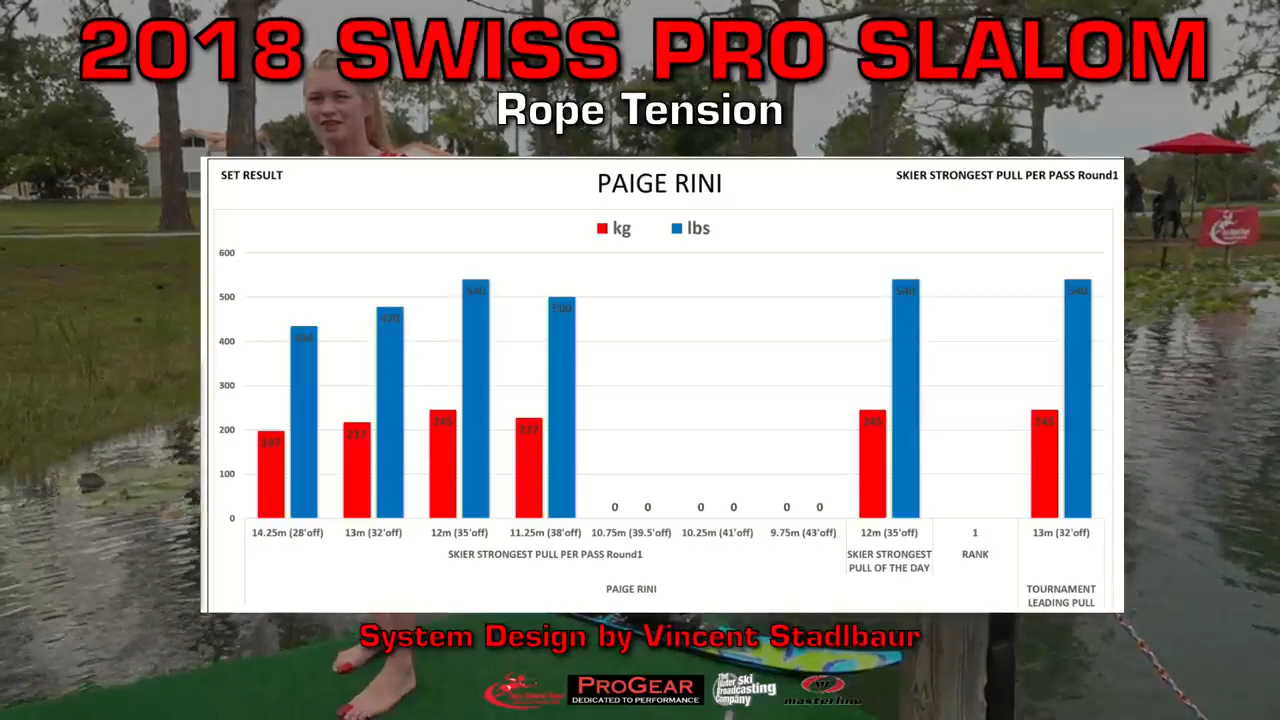 2018 SWISS PRO SLALOM
Rope Tension
SET RESULT
PAIGE RINI
SKIER STRONGEST PULL PER PASS Round1
kg lbs
600
500
400
300
200
100
0
197 434 217 478 245 540 227 500 0 0 0 0 0 0 245 540 245 540
14.25m (28'off) 13m (32'off) 12m (35'off) 11.25m (38'off) 10.75m (39.5'off) 10.25m (41'off) 9.75m (43'off) 12m (35'off) 1 13m (32'off)
SKIER STRONGEST PULL PER PASS Round1
SKIER STRONGEST
PULL OF THE DAY
RANK
PAIGE RINI
TOURNAMENT
LEADING PULL
System Design by Vincent Stadlbaur
PROGEAR
DEDICATED TO PERFORMANCE
The Water Ski Broadcasting Company
masterline